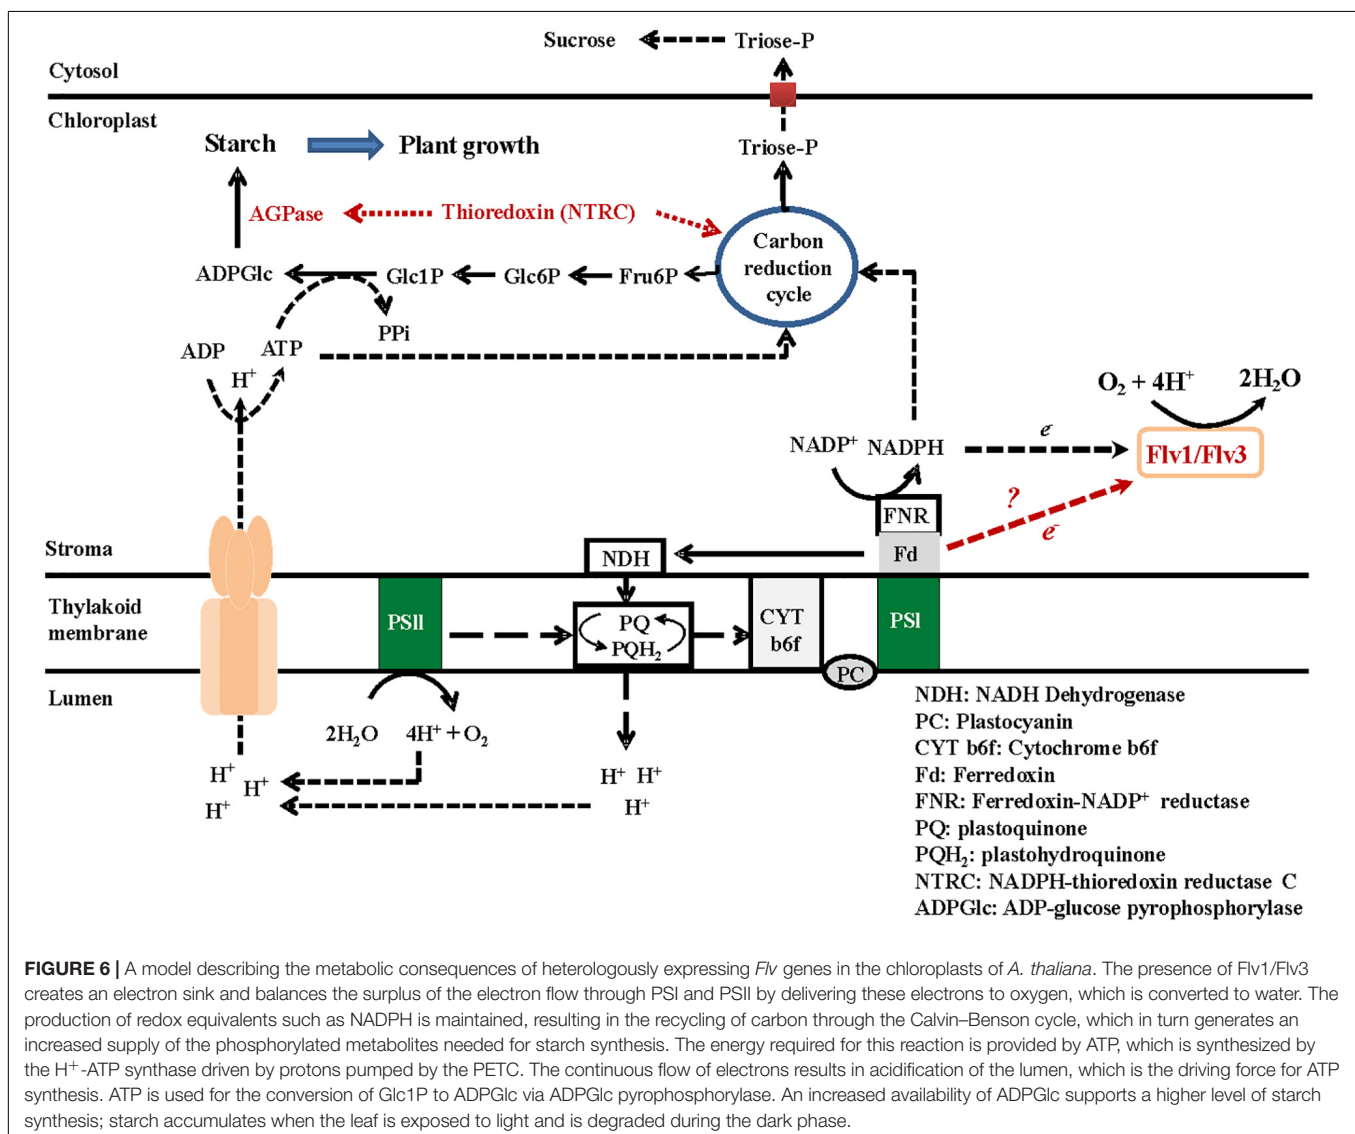 Sucrose Triose-P
Cytosol
Chloroplast
Starch Plant growth
Triose-P
AGPase Thioredoxin (NTRC)
Carbon
reduction
cycle
ADPGlc Glc1P Glc6P Fru6P
PPi
ADP ATP
H⁺
O₂ + 4H⁺ 2H₂O
NADP⁺ NADPH e⁻ Flv1/Flv3
?
e⁻
FNR
Stroma
NDH Fd
Thylakoid
membrane
PSII PQ CYT PSI
PQH₂ b6f
PC
Lumen
2H₂O 4H⁺ + O₂
H⁺ H⁺ H⁺ H⁺
H⁺ H⁺
NDH: NADH Dehydrogenase
PC: Plastocyanin
CYT b6f: Cytochrome b6f
Fd: Ferredoxin
FNR: Ferredoxin-NADP⁺ reductase
PQ: plastoquinone
PQH₂: plastohydroquinone
NTRC: NADPH-thioredoxin reductase C
ADPGlc: ADP-glucose pyrophosphorylase
FIGURE 6 | A model describing the metabolic consequences of heterologously expressing Flv genes in the chloroplasts of A. thaliana. The presence of Flv1/Flv3
creates an electron sink and balances the surplus of the electron flow through PSI and PSII by delivering these electrons to oxygen, which is converted to water. The
production of redox equivalents such as NADPH is maintained, resulting in the recycling of carbon through the Calvin–Benson cycle, which in turn generates an
increased supply of the phosphorylated metabolites needed for starch synthesis. The energy required for this reaction is provided by ATP, which is synthesized by
the H⁺-ATP synthase driven by protons pumped by the PETC. The continuous flow of electrons results in acidification of the lumen, which is the driving force for ATP
synthesis. ATP is used for the conversion of Glc1P to ADPGlc via ADPGlc pyrophosphorylase. An increased availability of ADPGlc supports a higher level of starch
synthesis; starch accumulates when the leaf is exposed to light and is degraded during the dark phase.